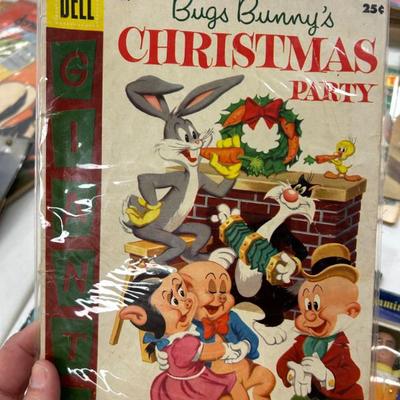 DELL
Bugs Bunny's
25¢
CHRISTMAS
PARTY
GIANT